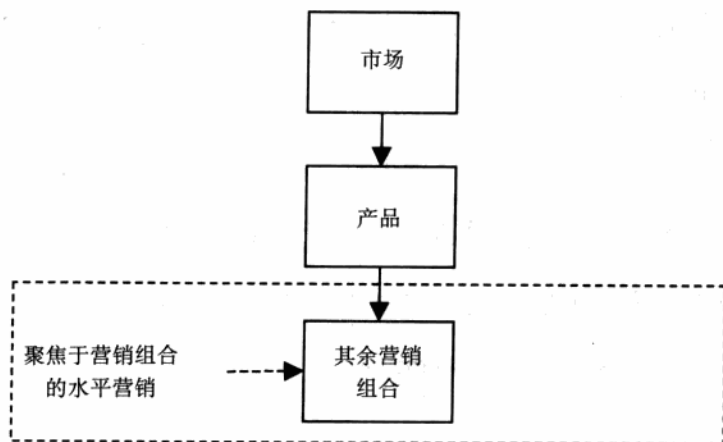 市场
产品
聚焦于营销组合
的水平营销
其余营销
组合